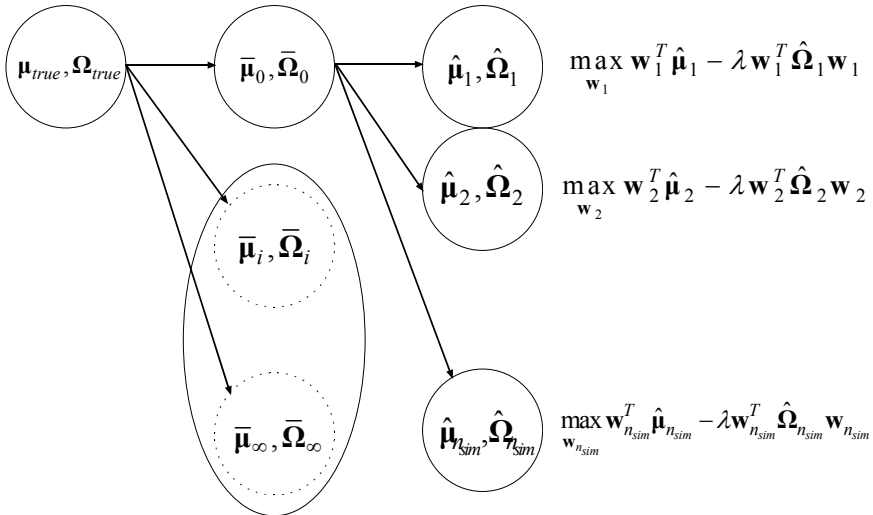 μ_true, Ω_true
μ̄_0, Ω̄_0
μ̂_1, Ω̂_1
max_{w_1} w_1^T μ̂_1 − λ w_1^T Ω̂_1 w_1
μ̂_2, Ω̂_2
max_{w_2} w_2^T μ̂_2 − λ w_2^T Ω̂_2 w_2
μ̄_i, Ω̄_i
μ̄_∞, Ω̄_∞
μ̂_{n_sim}, Ω̂_{n_sim}
max_{w_{n_sim}} w_{n_sim}^T μ̂_{n_sim} − λ w_{n_sim}^T Ω̂_{n_sim} w_{n_sim}